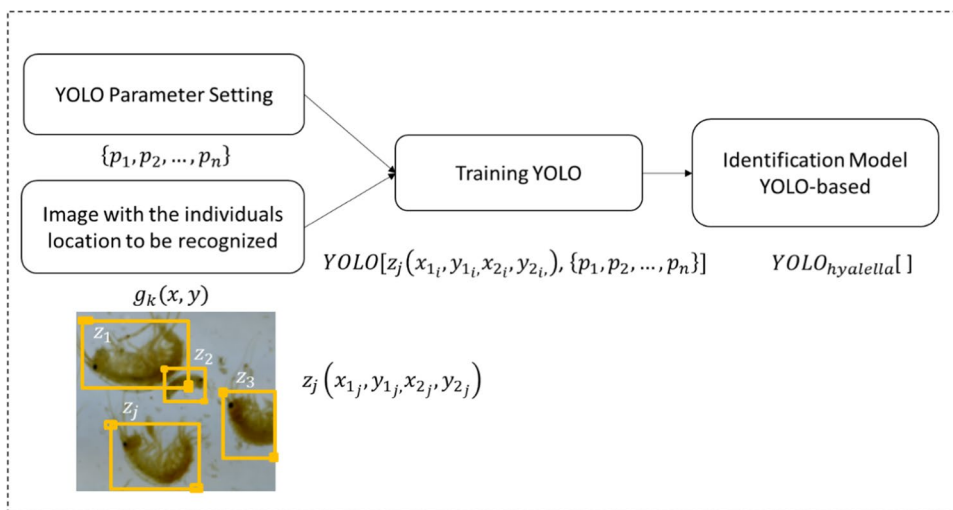 YOLO Parameter Setting
{p₁, p₂, …, pₙ}
Image with the individuals
location to be recognized
gₖ(x, y)
Training YOLO
YOLO[zⱼ(x₁ᵢ, y₁ᵢ, x₂ᵢ, y₂ᵢ,), {p₁, p₂, …, pₙ}]
Identification Model
YOLO-based
YOLO_hyalella[ ]
z₁
z₂
z₃
zⱼ
zⱼ(x₁ⱼ, y₁ⱼ, x₂ⱼ, y₂ⱼ)